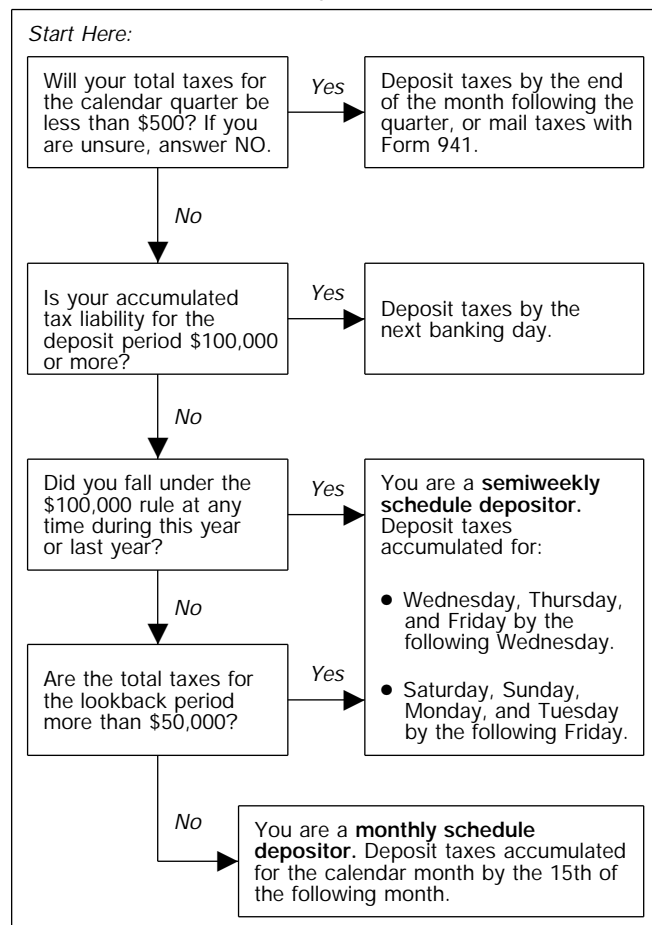 Start Here:
Will your total taxes for
the calendar quarter be
less than $500? If you
are unsure, answer NO.
Yes
Deposit taxes by the end
of the month following the
quarter, or mail taxes with
Form 941.
No
Is your accumulated
tax liability for the
deposit period $100,000
or more?
Yes
Deposit taxes by the
next banking day.
No
Did you fall under the
$100,000 rule at any
time during this year
or last year?
Yes
You are a semiweekly
schedule depositor.
Deposit taxes
accumulated for:
● Wednesday, Thursday,
and Friday by the
following Wednesday.
● Saturday, Sunday,
Monday, and Tuesday
by the following Friday.
No
Are the total taxes for
the lookback period
more than $50,000?
Yes
No
You are a monthly schedule
depositor. Deposit taxes accumulated
for the calendar month by the 15th of
the following month.